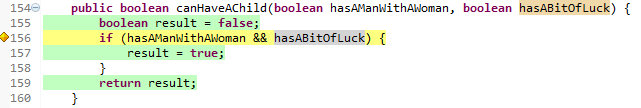 154 public boolean canHaveAChild(boolean hasAManWithAWoman, boolean hasABitOfLuck) {
155 boolean result = false;
156 if (hasAManWithAWoman && hasABitOfLuck) {
157 result = true;
158 }
159 return result;
160 }